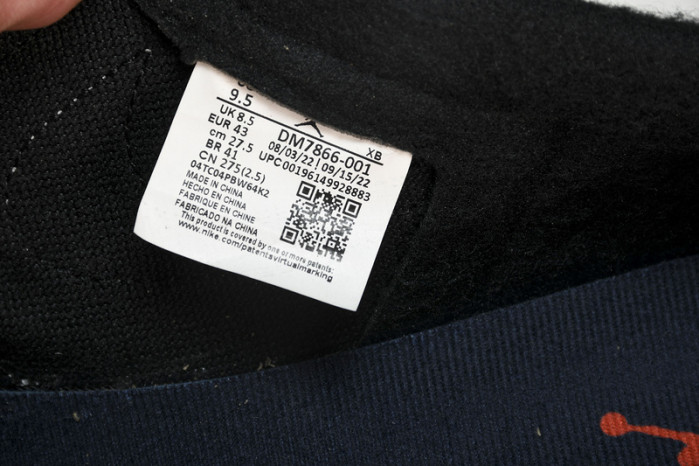 9.5
UK 8.5
EUR 43
cm 27.5
BR 41
CN 275(2.5)
04TC04PBW64K2
XB
DM7866-001
08/03/22 | 09/15/22
UPC00196149928883
MADE IN CHINA
HECHO EN CHINA
FABRIQUE EN CHINE
FABRICADO NA CHINA
This product is covered by one or more patents:
www.nike.com/patentsvirtualmarking